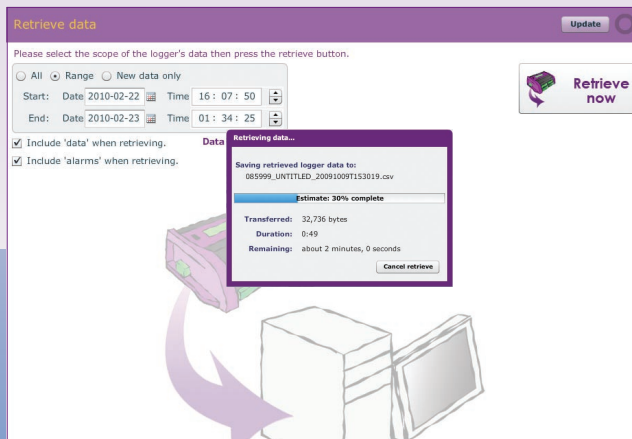 Retrieve data
Update
Please select the scope of the logger's data then press the retrieve button.
All Range New data only
Start: Date 2010-02-22 Time 16 : 07 : 50
End: Date 2010-02-23 Time 01 : 34 : 25
Retrieve
now
Include 'data' when retrieving. Data
Include 'alarms' when retrieving.
Retrieving data...
Saving retrieved logger data to:
085999_UNTITLED_20091009T153019.csv
Estimate: 30% complete
Transferred: 32,736 bytes
Duration: 0:49
Remaining: about 2 minutes, 0 seconds
Cancel retrieve